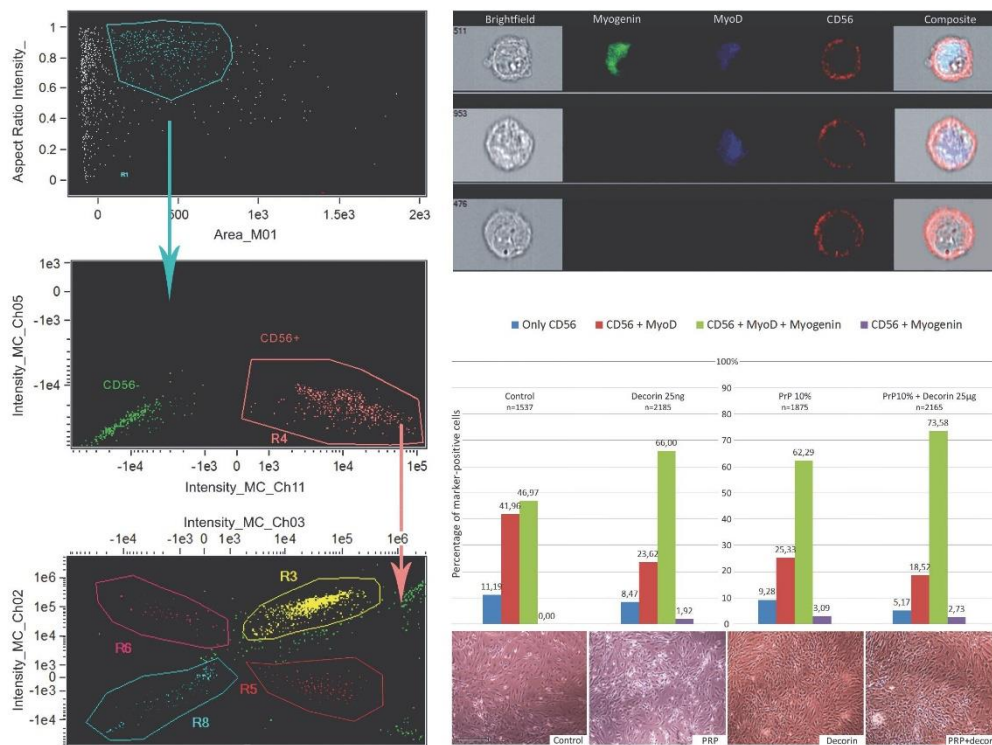 Aspect Ratio Intensity_
1
0.8
0.6
0.4
0.2
0
R1
0
500
1e3
1.5e3
2e3
Area_M01
Intensity_MC_Ch05
1e3
0
-1e3
-1e4
CD56-
CD56+
R4
-1e4
-1e3
0
1e3
1e4
1e5
Intensity_MC_Ch11
Intensity_MC_Ch03
-1e4
-1e3
0
1e3
1e4
1e5
1e6
Intensity_MC_Ch02
1e6
1e5
1e4
1e3
0
-1e3
-1e4
R3
R6
R5
R8
Brightfield
Myogenin
MyoD
CD56
Composite
511
953
476
Only CD56
CD56 + MyoD
CD56 + MyoD + Myogenin
CD56 + Myogenin
100%
Percentage of marker-positive cells
90
80
70
60
50
40
30
20
10
0
Control
n=1537
Decorin 25ng
n=2185
PrP 10%
n=1875
PrP10% + Decorin 25µg
n=2165
11,19
41,96
46,97
0,00
8,47
23,62
66,00
1,92
9,28
25,33
62,29
3,09
5,17
18,52
73,58
2,73
Control
PRP
Decorin
PRP+decor